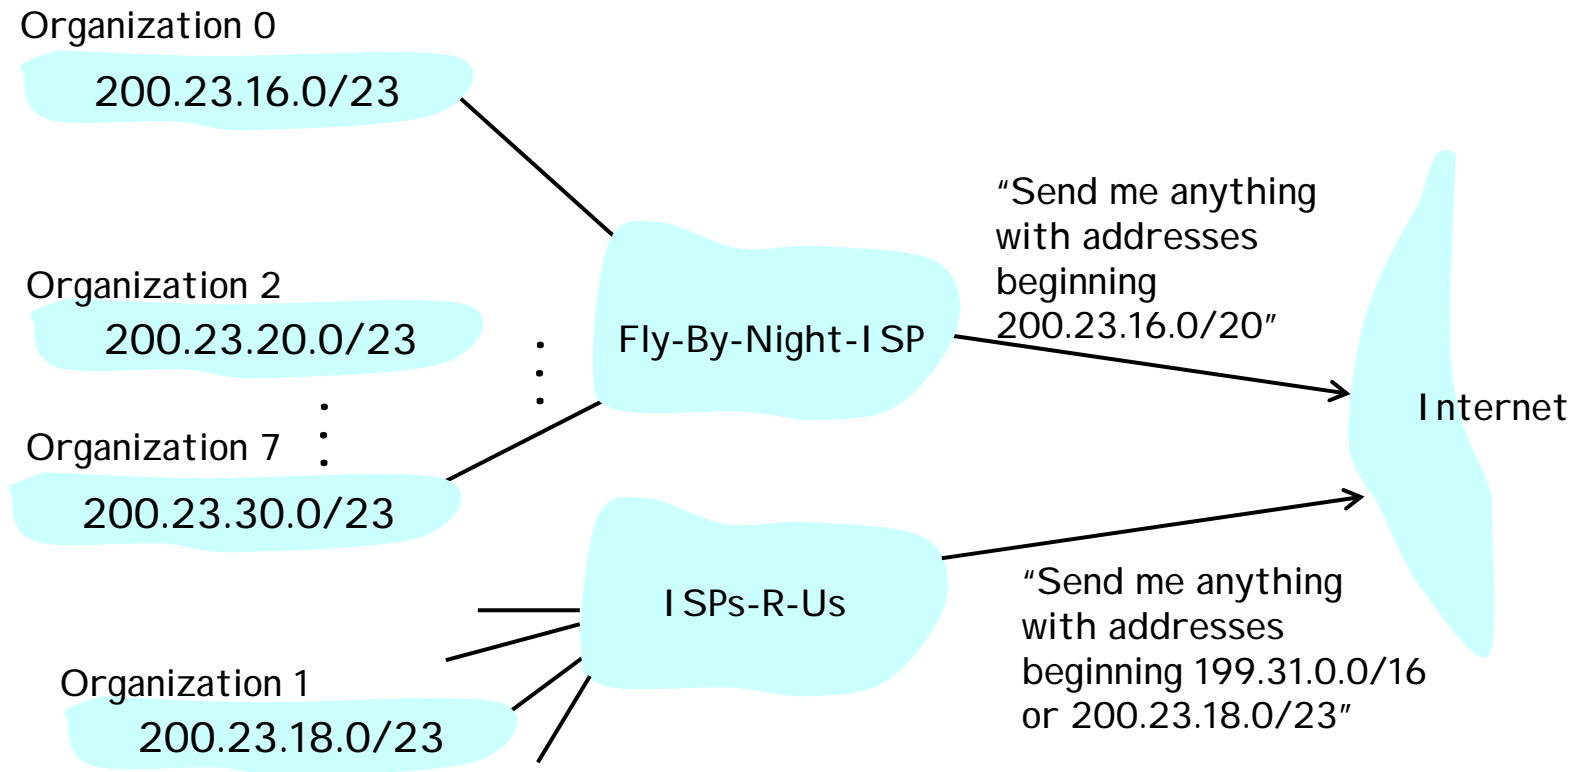 Organization 0
200.23.16.0/23
Organization 2
200.23.20.0/23
Organization 7
200.23.30.0/23
Fly-By-Night-ISP
"Send me anything
with addresses
beginning
200.23.16.0/20"
Internet
ISPs-R-Us
"Send me anything
with addresses
beginning 199.31.0.0/16
or 200.23.18.0/23"
Organization 1
200.23.18.0/23